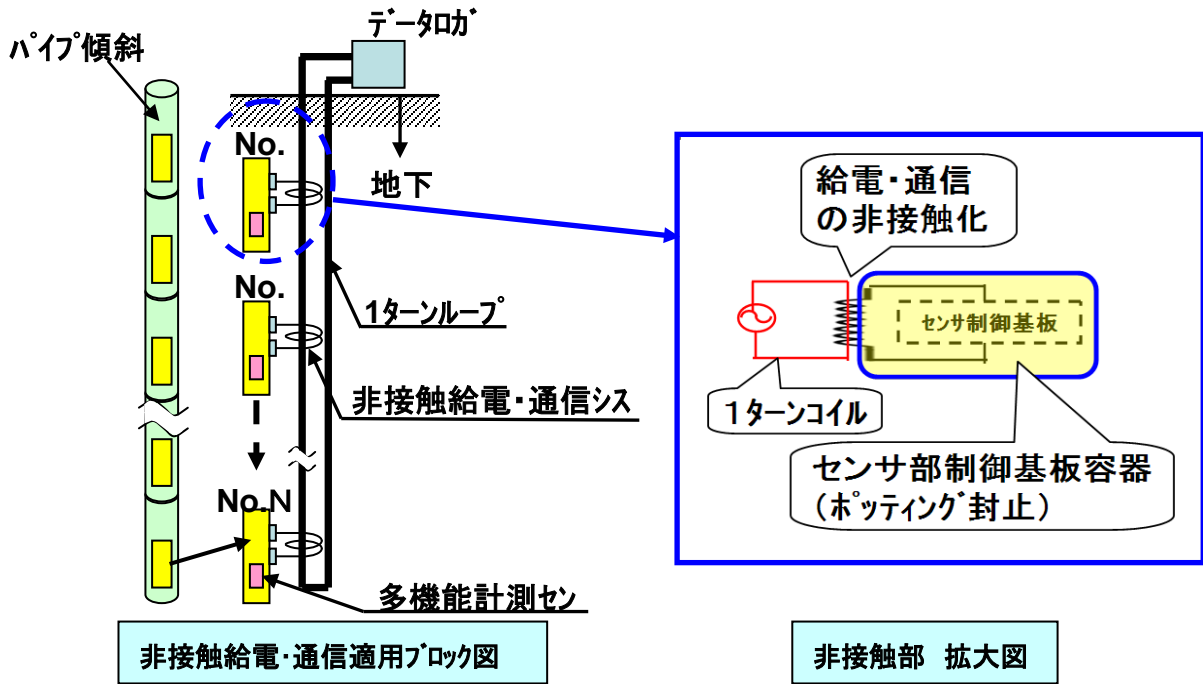 データロガ
パイプ傾斜
No.
地下
No.
1ターンループ
非接触給電・通信シス
No.N
多機能計測セン
非接触給電・通信適用ブロック図
給電・通信
の非接触化
センサ制御基板
1ターンコイル
センサ部制御基板容器
(ポッティング封止)
非接触部 拡大図